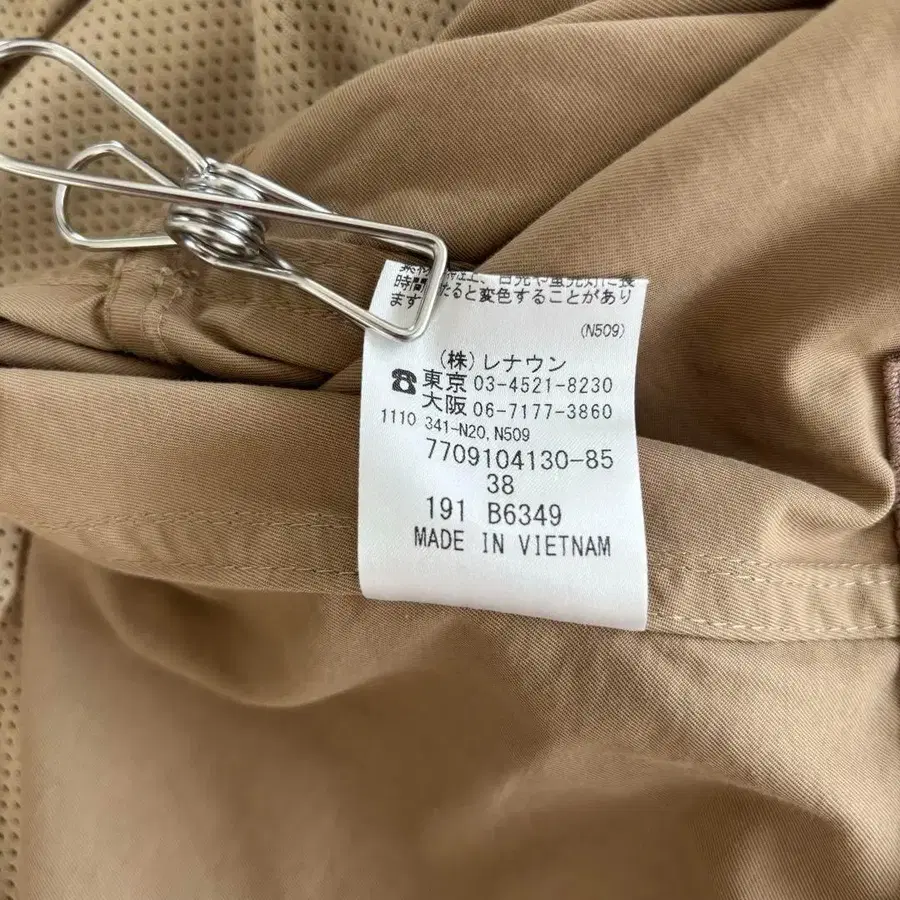 時間
たると変色することがあり
ます
(N509)
(株)レナウン
☎東京 03-4521-8230
大阪 06-7177-3860
1110 341-N20, N509
7709104130-85
38
191 B6349
MADE IN VIETNAM